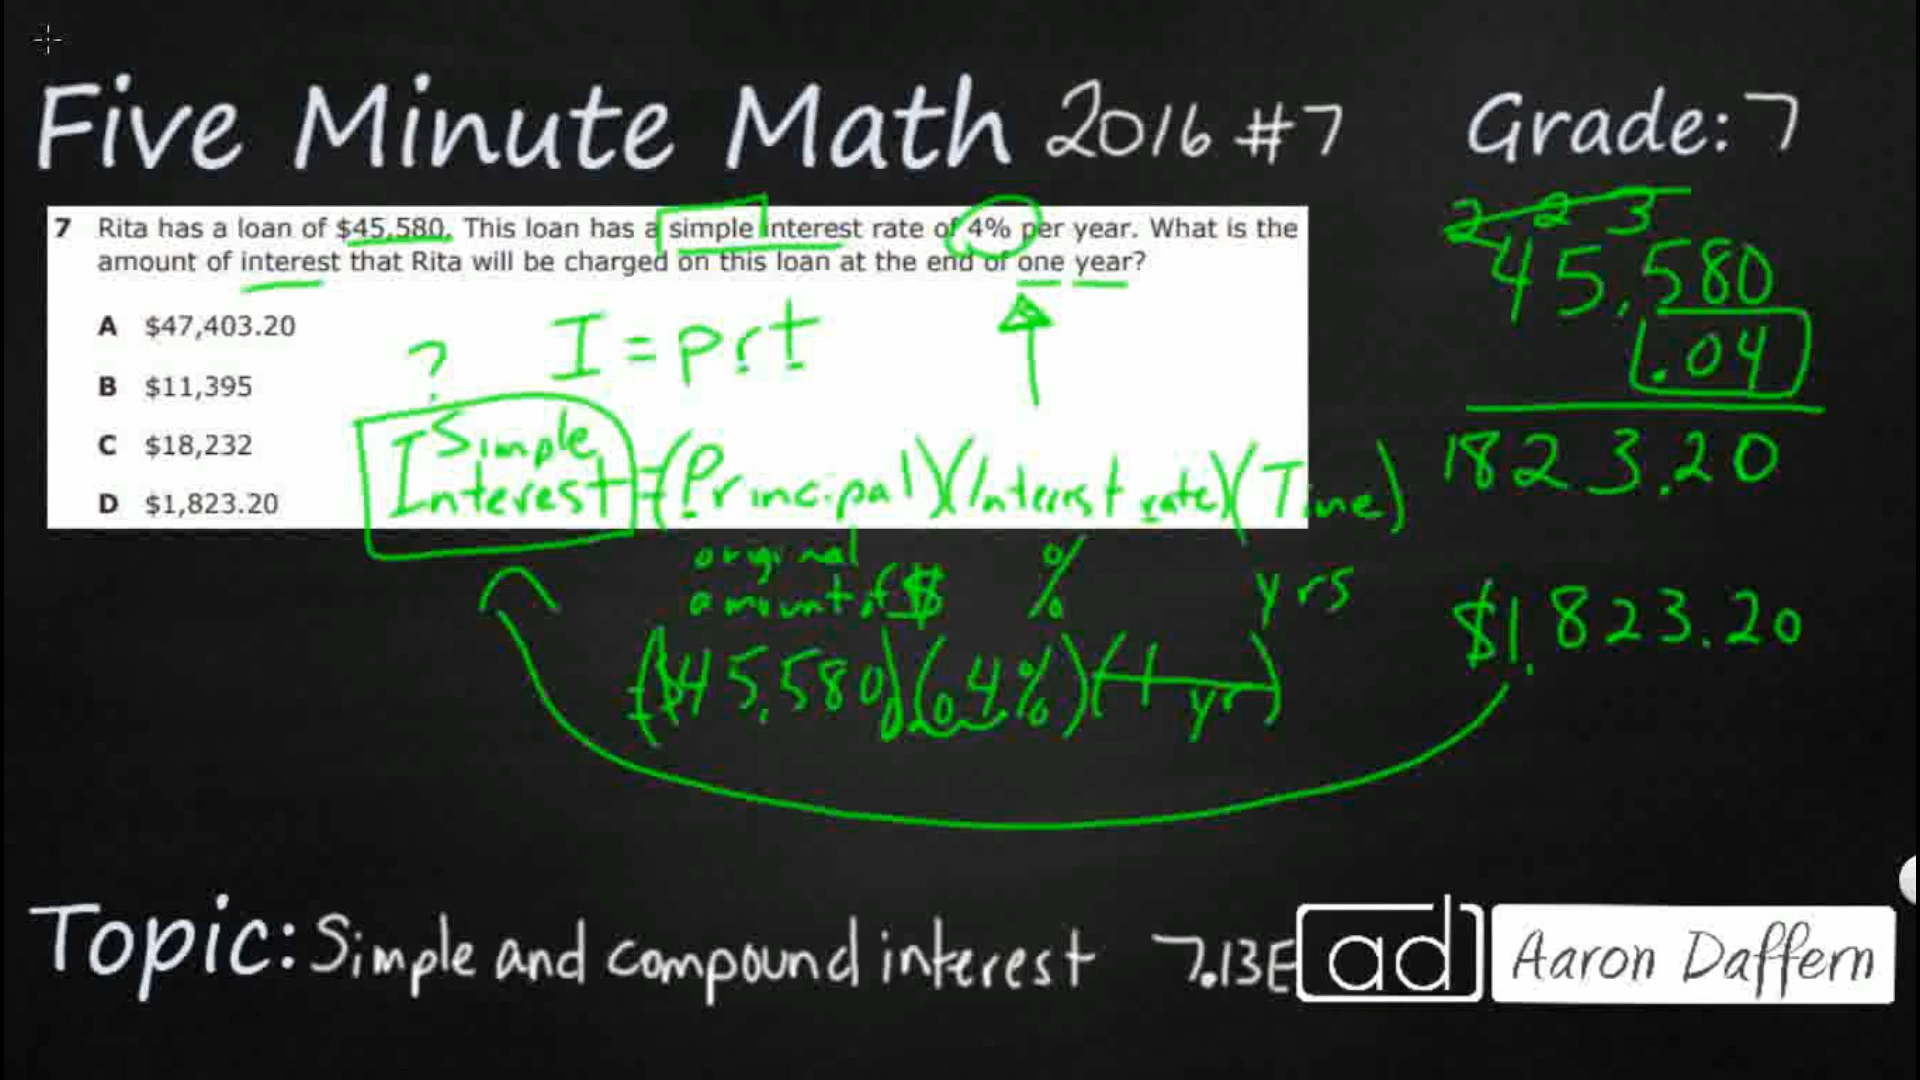 Five Minute Math 2016 #7 Grade: 7
7 Rita has a loan of $45,580. This loan has a simple interest rate of 4% per year. What is the
amount of interest that Rita will be charged on this loan at the end of one year?
A $47,403.20
B $11,395
C $18,232
D $1,823.20
I = prt
?
Simple
Interest = (Principal)(Interest rate)(Time)
original
amount of $ % yrs
($45,580)(.04%)(1 yr)
2 2 3
45,580
.04
1823.20
$1,823.20
Topic: Simple and compound interest 7.13E ad Aaron Daffern